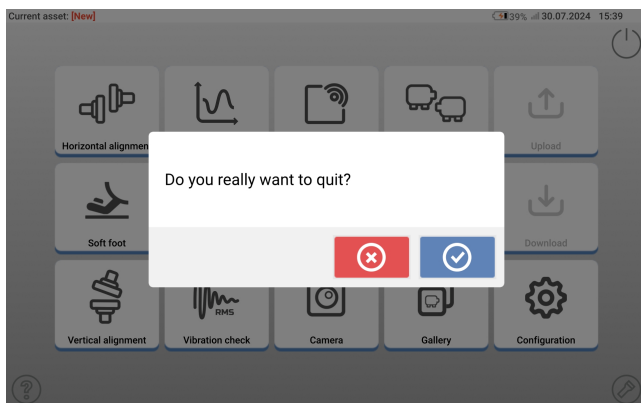 Current asset: [New]
39% 30.07.2024 15:39
Horizontal alignmen
Upload
Do you really want to quit?
Soft foot
Download
RMS
Vertical alignment
Vibration check
Camera
Gallery
Configuration
?